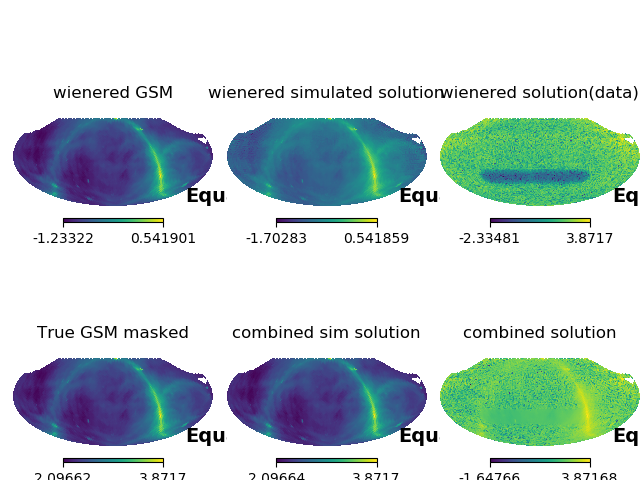 wienered GSM
wienered simulated solution
wienered solution(data)
Equ
Equ
Eq
-1.23322 0.541901
-1.70283 0.541859
-2.33481 3.8717
True GSM masked
combined sim solution
combined solution
Equ
Equ
Eq
2.09662 3.8717
2.09664 3.8717
-1.64766 3.87168